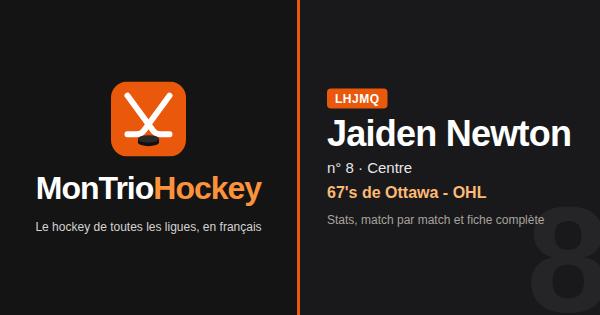 MonTrioHockey
Le hockey de toutes les ligues, en français
LHJMQ
Jaiden Newton
n° 8 · Centre
67's de Ottawa - OHL
Stats, match par match et fiche complète
8